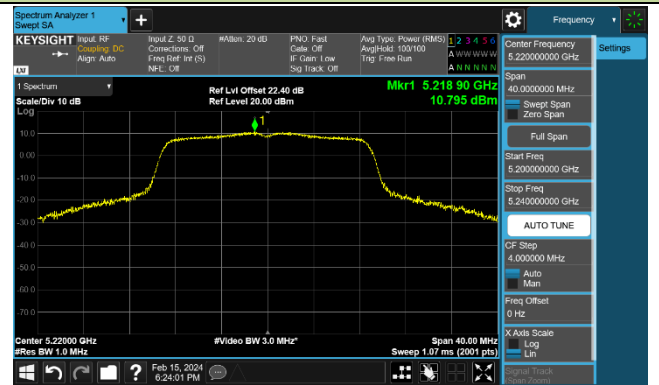 Spectrum Analyzer 1
Swept SA
Frequency
KEYSIGHT
Input: RF
Coupling: DC
Align: Auto
Input Z: 50 Ω
Corrections: Off
Freq Ref: Int (S)
NFE: Off
#Atten: 20 dB
PNO: Fast
Gate: Off
IF Gain: Low
Sig Track: Off
Avg Type: Power (RMS)
Avg|Hold: 100/100
Trig: Free Run
1 2 3 4 5 6
A W W W W W
A N N N N N
LXI
1 Spectrum
Scale/Div 10 dB
Log
Ref Lvl Offset 22.40 dB
Ref Level 20.00 dBm
Mkr1 5.218 90 GHz
10.795 dBm
1
10.0
0.00
-10.0
-20.0
-30.0
-40.0
-50.0
-60.0
-70.0
Center 5.22000 GHz
#Res BW 1.0 MHz
#Video BW 3.0 MHz*
Span 40.00 MHz
Sweep 1.07 ms (2001 pts)
Feb 15, 2024
6:24:01 PM
Center Frequency
5.220000000 GHz
Span
40.0000000 MHz
Swept Span
Zero Span
Full Span
Start Freq
5.200000000 GHz
Stop Freq
5.240000000 GHz
AUTO TUNE
CF Step
4.000000 MHz
Auto
Man
Freq Offset
0 Hz
X Axis Scale
Log
Lin
Signal Track
(Span Zoom)
Settings